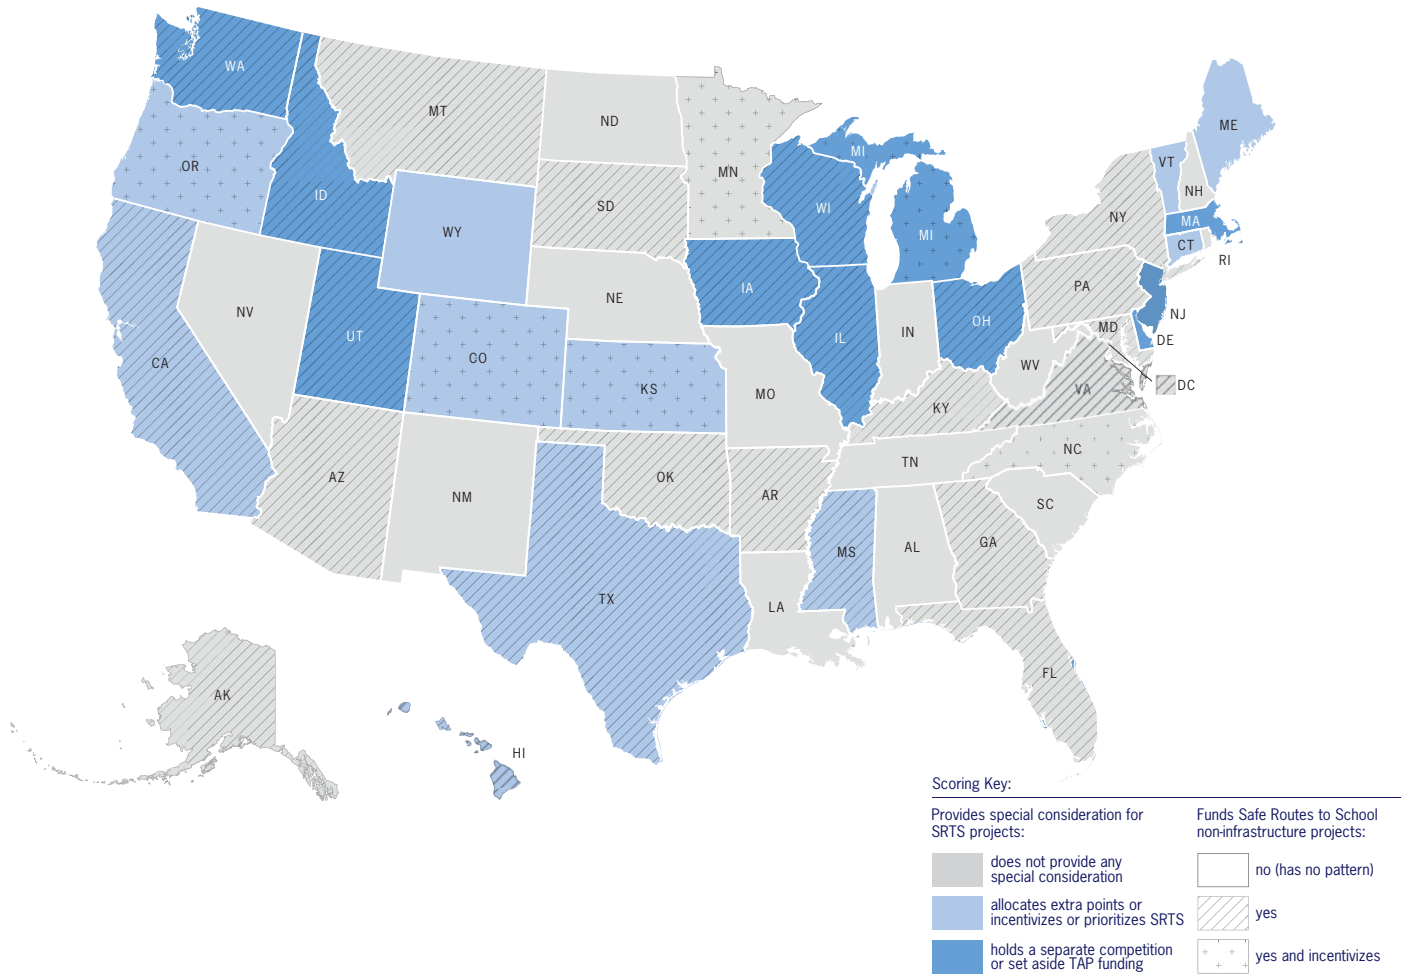 WA
MT
ND
MN
OR
ID
SD
WI
MI
MI
ME
VT
NH
NY
MA
CT
RI
WY
IA
NE
PA
NJ
NV
UT
CO
IL
IN
OH
MD
DE
WV
CA
KS
MO
KY
VA
DC
AZ
NM
OK
AR
TN
NC
SC
MS
AL
GA
TX
LA
FL
AK
HI
Scoring Key:
Provides special consideration for
SRTS projects:
does not provide any
special consideration
allocates extra points or
incentivizes or prioritizes SRTS
holds a separate competition
or set aside TAP funding
Funds Safe Routes to School
non-infrastructure projects:
no (has no pattern)
yes
yes and incentivizes